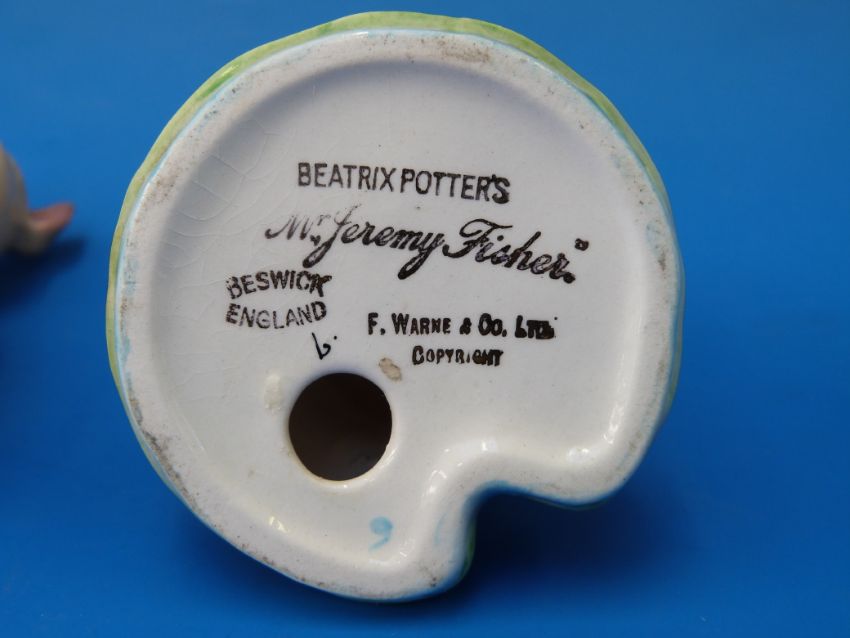 BEATRIX POTTER'S
"Mr. Jeremy Fisher"
BESWICK
ENGLAND
F. WARNE & CO. LTD.
COPYRIGHT
b.